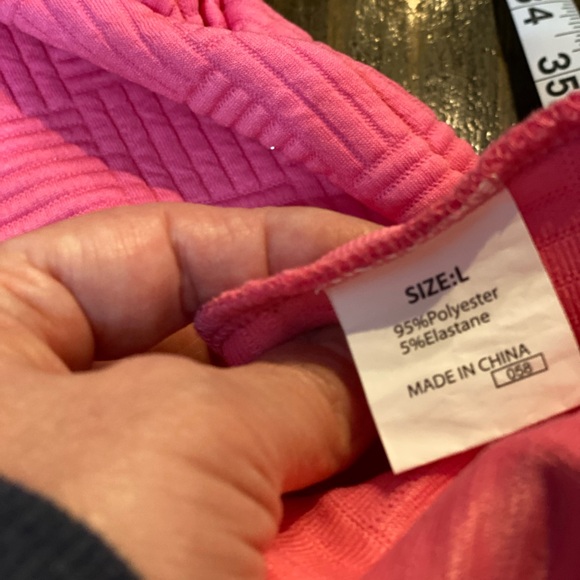 34
35
SIZE:L
95%Polyester
5%Elastane
MADE IN CHINA
058